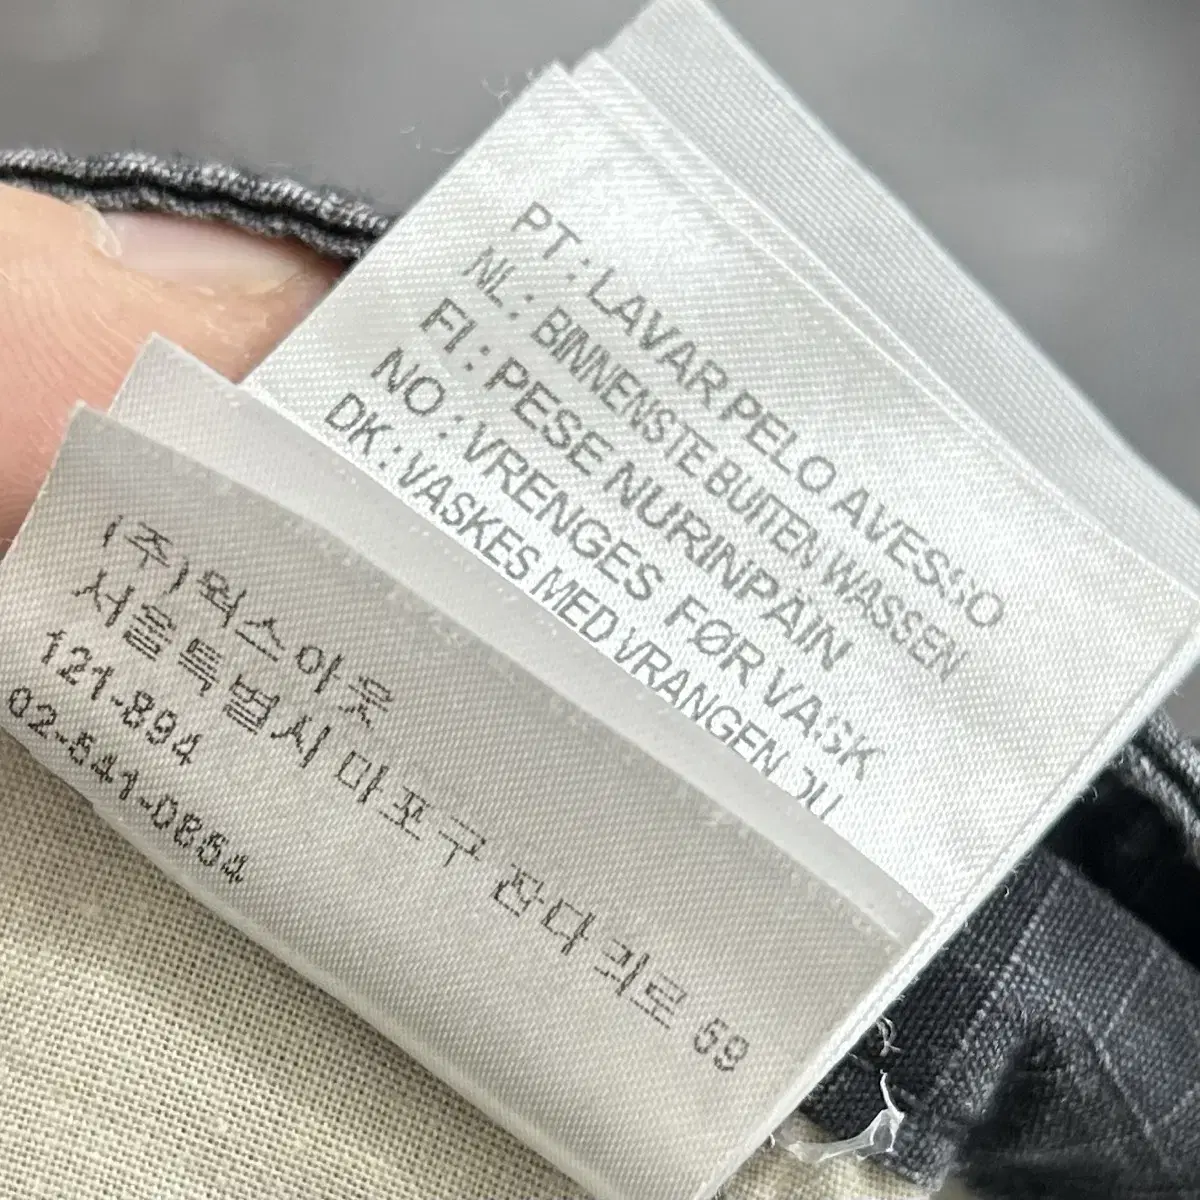 PT : LAVAR PELO AVESSO
NL : BINNENSTE BUITEN WASSEN
FI : PESE NURINPÄIN
NO : VRENGES FØR VASK
DK : VASKES MED VRANGEN
(주)웍스아웃
서울특별시 마포구 잔다리로 59
121-894
02-541-0854